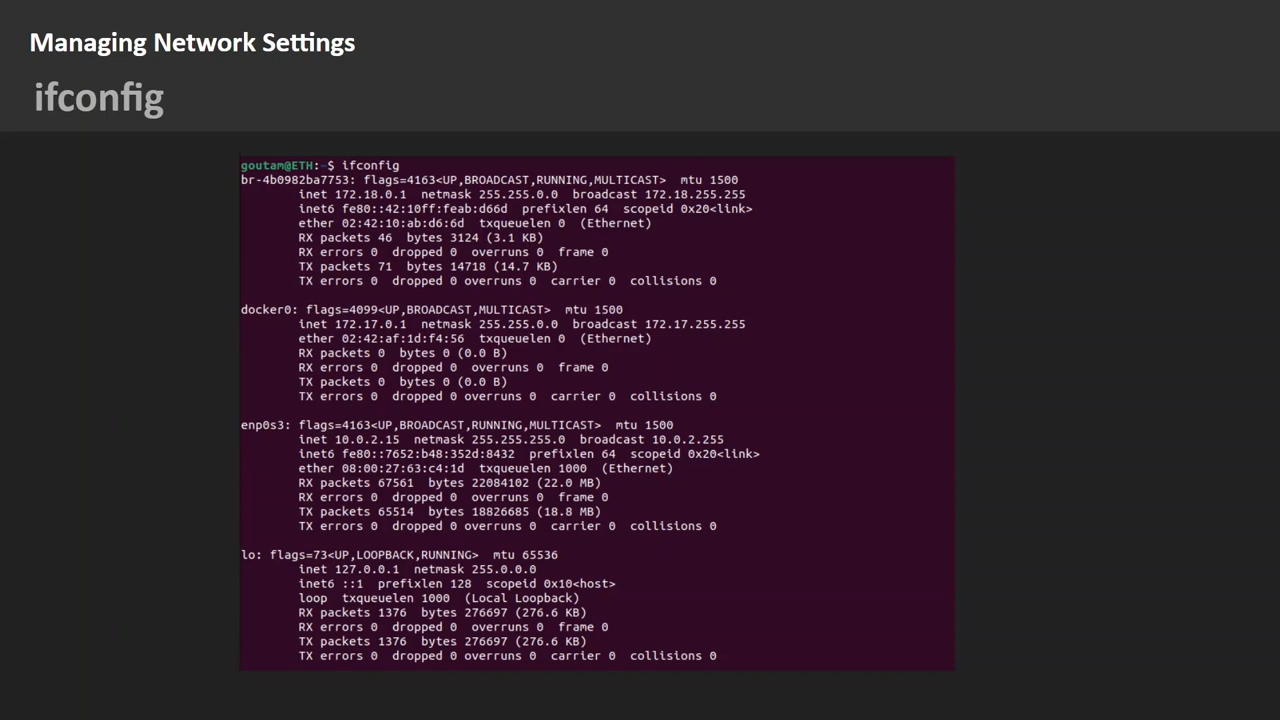 Managing Network Settings
ifconfig
goutam@ETH:~$ ifconfig
br-4b0982ba7753: flags=4163<UP,BROADCAST,RUNNING,MULTICAST>  mtu 1500
        inet 172.18.0.1  netmask 255.255.0.0  broadcast 172.18.255.255
        inet6 fe80::42:10ff:feab:d66d  prefixlen 64  scopeid 0x20<link>
        ether 02:42:10:ab:d6:6d  txqueuelen 0  (Ethernet)
        RX packets 46  bytes 3124 (3.1 KB)
        RX errors 0  dropped 0  overruns 0  frame 0
        TX packets 71  bytes 14718 (14.7 KB)
        TX errors 0  dropped 0 overruns 0  carrier 0  collisions 0
docker0: flags=4099<UP,BROADCAST,MULTICAST>  mtu 1500
        inet 172.17.0.1  netmask 255.255.0.0  broadcast 172.17.255.255
        ether 02:42:af:1d:f4:56  txqueuelen 0  (Ethernet)
        RX packets 0  bytes 0 (0.0 B)
        RX errors 0  dropped 0  overruns 0  frame 0
        TX packets 0  bytes 0 (0.0 B)
        TX errors 0  dropped 0 overruns 0  carrier 0  collisions 0
enp0s3: flags=4163<UP,BROADCAST,RUNNING,MULTICAST>  mtu 1500
        inet 10.0.2.15  netmask 255.255.255.0  broadcast 10.0.2.255
        inet6 fe80::7652:b48:352d:8432  prefixlen 64  scopeid 0x20<link>
        ether 08:00:27:63:c4:1d  txqueuelen 1000  (Ethernet)
        RX packets 67561  bytes 22084102 (22.0 MB)
        RX errors 0  dropped 0  overruns 0  frame 0
        TX packets 65514  bytes 18826685 (18.8 MB)
        TX errors 0  dropped 0 overruns 0  carrier 0  collisions 0
lo: flags=73<UP,LOOPBACK,RUNNING>  mtu 65536
        inet 127.0.0.1  netmask 255.0.0.0
        inet6 ::1  prefixlen 128  scopeid 0x10<host>
        loop  txqueuelen 1000  (Local Loopback)
        RX packets 1376  bytes 276697 (276.6 KB)
        RX errors 0  dropped 0  overruns 0  frame 0
        TX packets 1376  bytes 276697 (276.6 KB)
        TX errors 0  dropped 0 overruns 0  carrier 0  collisions 0